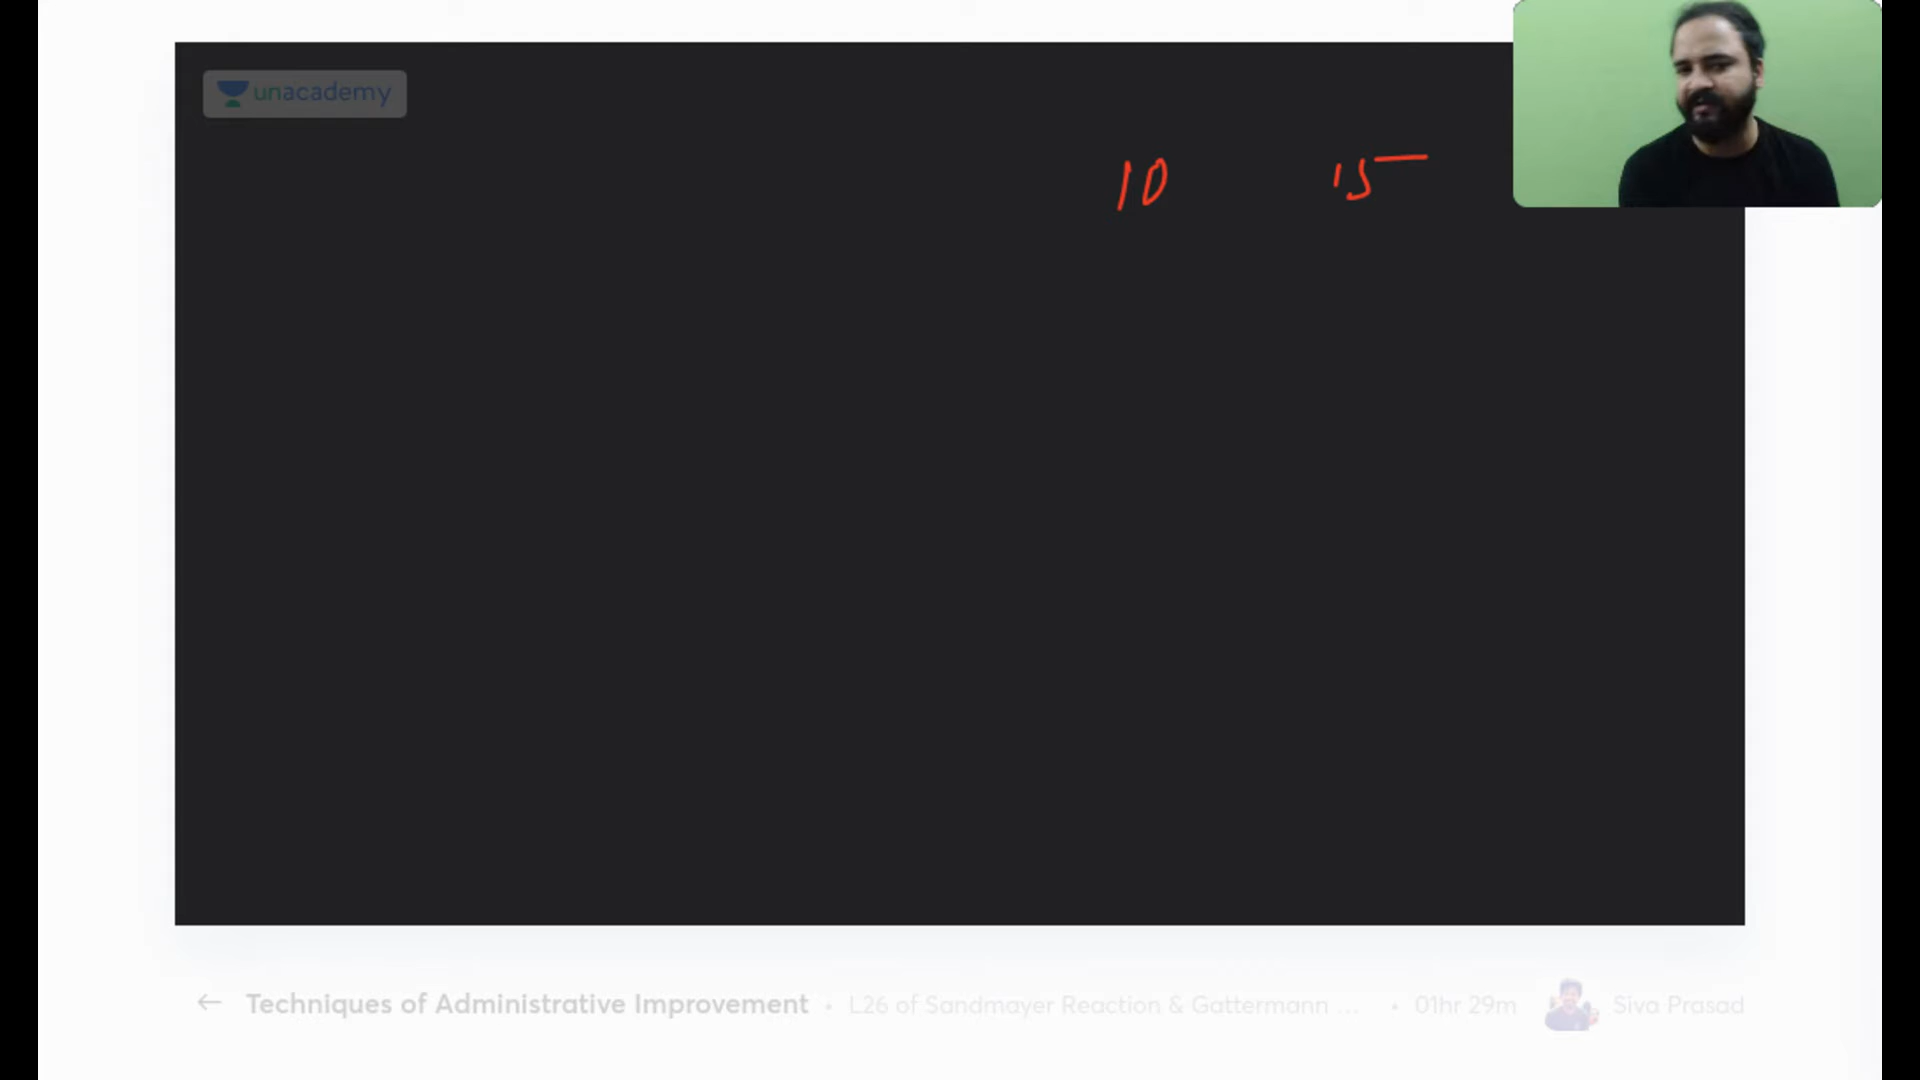 unacademy
10 15
Techniques of Administrative Improvement • L26 of Sandmayer Reaction & Gattermann ... • 01hr 29m Siva Prasad